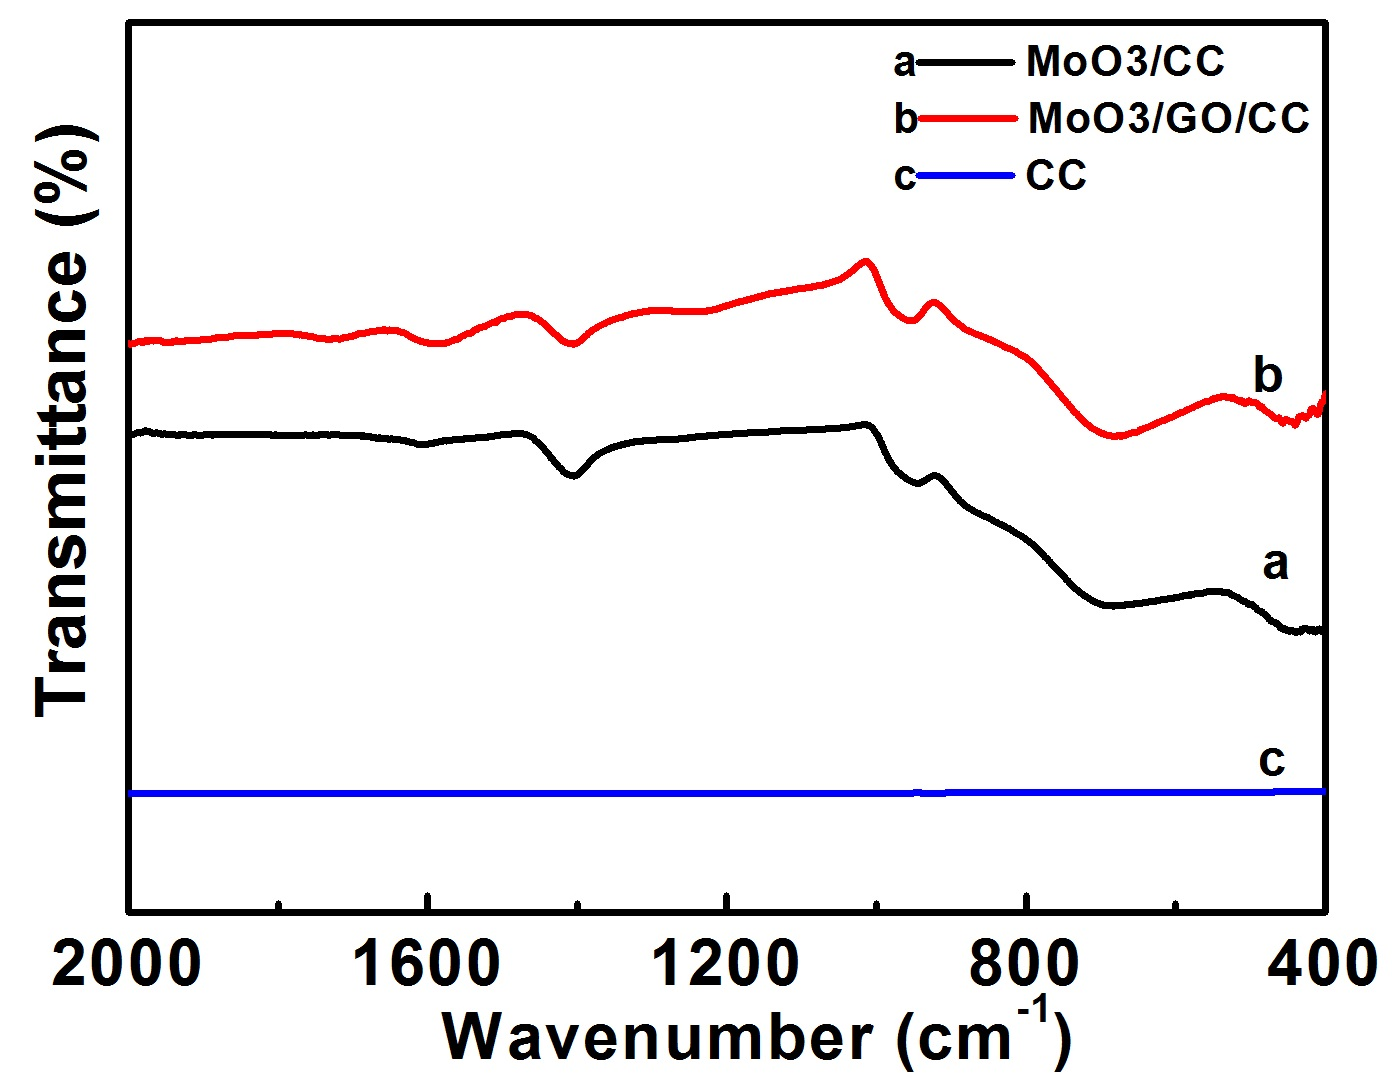 a MoO3/CC
b MoO3/GO/CC
c CC
Transmittance (%)
b
a
c
2000 1600 1200 800 400
Wavenumber (cm-1)